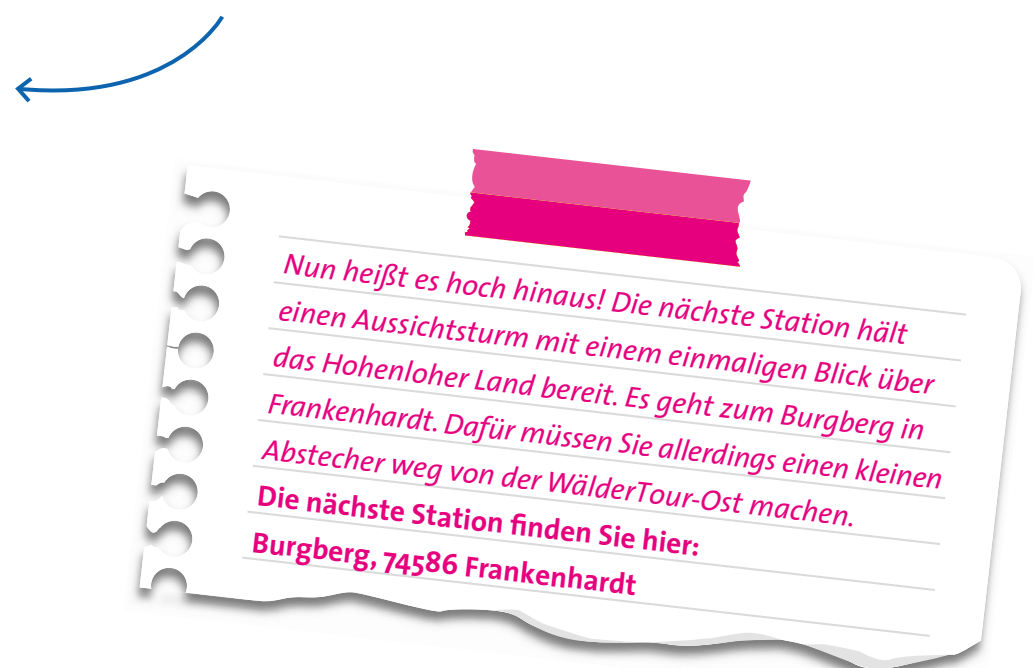 Nun heißt es hoch hinaus! Die nächste Station hält
einen Aussichtsturm mit einem einmaligen Blick über
das Hohenloher Land bereit. Es geht zum Burgberg in
Frankenhardt. Dafür müssen Sie allerdings einen kleinen
Abstecher weg von der WälderTour-Ost machen.
Die nächste Station finden Sie hier:
Burgberg, 74586 Frankenhardt